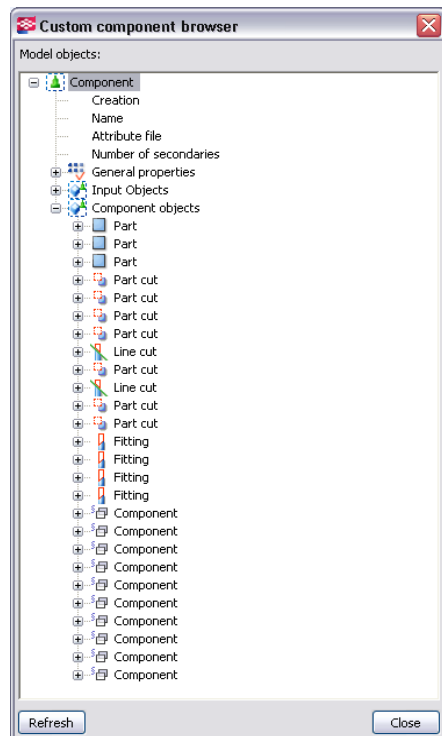 Custom component browser
Model objects:
Component
Creation
Name
Attribute file
Number of secondaries
General properties
Input Objects
Component objects
Part
Part
Part
Part cut
Part cut
Part cut
Part cut
Line cut
Part cut
Line cut
Part cut
Part cut
Fitting
Fitting
Fitting
Fitting
Component
Component
Component
Component
Component
Component
Component
Component
Component
Component
Refresh
Close